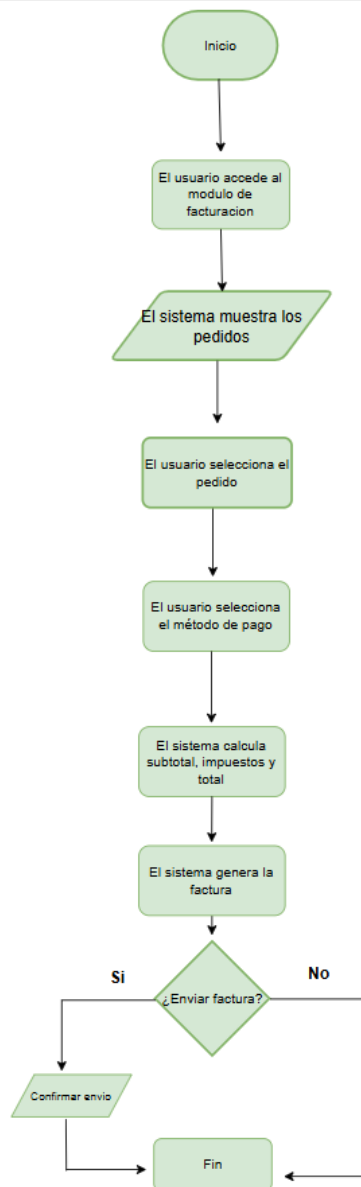 Inicio
El usuario accede al
modulo de
facturacion
El sistema muestra los
pedidos
El usuario selecciona el
pedido
El usuario selecciona
el método de pago
El sistema calcula
subtotal, impuestos y
total
El sistema genera la
factura
Si
No
¿Enviar factura?
Confirmar envio
Fin